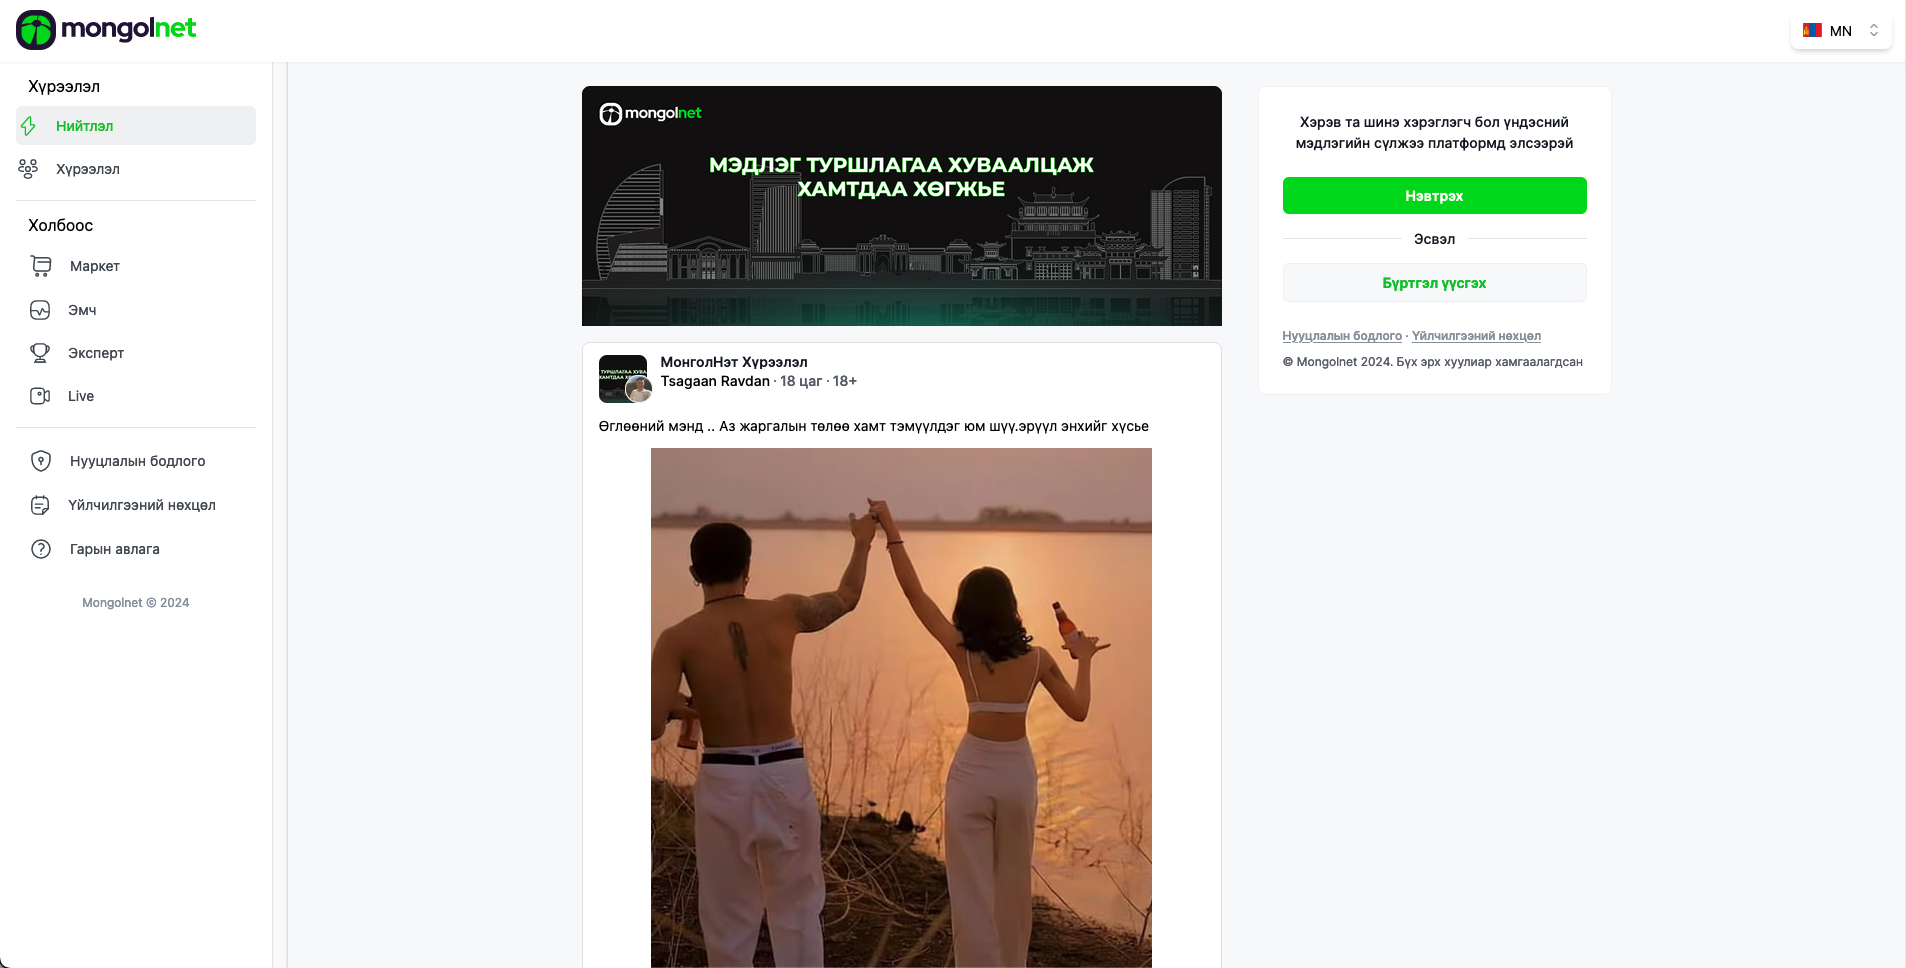 mongolnet
MN
Хүрээлэл
Нийтлэл
Хүрээлэл
Холбоос
Маркет
Эмч
Эксперт
Live
Нууцлалын бодлого
Үйлчилгээний нөхцөл
Гарын авлага
Mongolnet © 2024
mongolnet
МЭДЛЭГ ТУРШЛАГАА ХУВААЛЦАЖ
ХАМТДАА ХӨГЖЬЕ
МонголНэт Хүрээлэл
Tsagaan Ravdan · 18 цаг · 18+
Өглөөний мэнд .. Аз жаргалын төлөө хамт тэмүүлдэг юм шүү.эрүүл энхийг хүсье
Хэрэв та шинэ хэрэглэгч бол үндэсний
мэдлэгийн сүлжээ платформд элсээрэй
Нэвтрэх
Эсвэл
Бүртгэл үүсгэх
Нууцлалын бодлого · Үйлчилгээний нөхцөл
© Mongolnet 2024. Бүх эрх хуулиар хамгаалагдсан